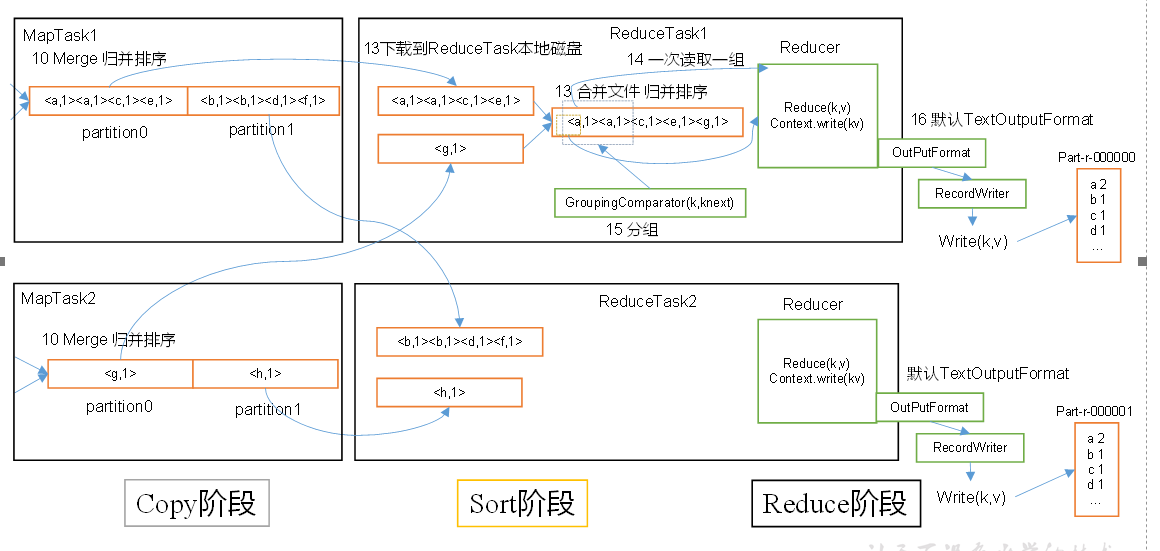 MapTask1
10 Merge 归并排序
<a,1><a,1><c,1><e,1>
<b,1><b,1><d,1><f,1>
partition0
partition1
ReduceTask1
13下载到ReduceTask本地磁盘
<a,1><a,1><c,1><e,1>
<g,1>
14 一次读取一组
13 合并文件 归并排序
<a,1><a,1><c,1><e,1><g,1>
GroupingComparator(k,knext)
15 分组
Reducer
Reduce(k,v)
Context.write(kv)
16 默认TextOutputFormat
OutPutFormat
RecordWriter
Write(k,v)
Part-r-000000
a 2
b 1
c 1
d 1
...
MapTask2
10 Merge 归并排序
<g,1>
<h,1>
partition0
partition1
ReduceTask2
<b,1><b,1><d,1><f,1>
<h,1>
Reducer
Reduce(k,v)
Context.write(kv)
默认TextOutputFormat
OutPutFormat
RecordWriter
Write(k,v)
Part-r-000001
a 2
b 1
c 1
d 1
...
Copy阶段
Sort阶段
Reduce阶段